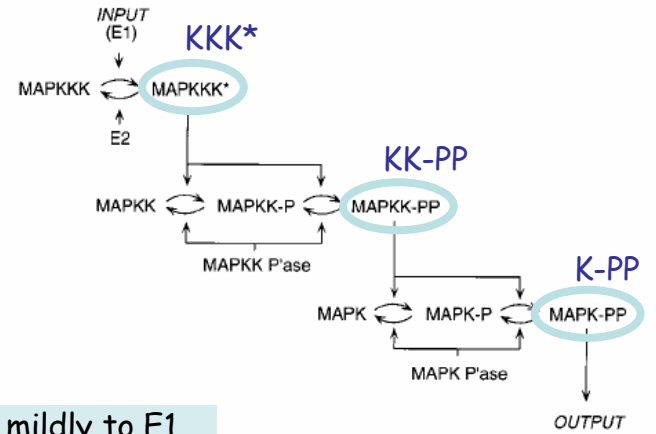 INPUT
(E1)
KKK*
MAPKKK MAPKKK*
E2
KK-PP
MAPKK MAPKK-P MAPKK-PP
MAPKK P'ase
K-PP
MAPK MAPK-P MAPK-PP
MAPK P'ase
mildly to E1
OUTPUT